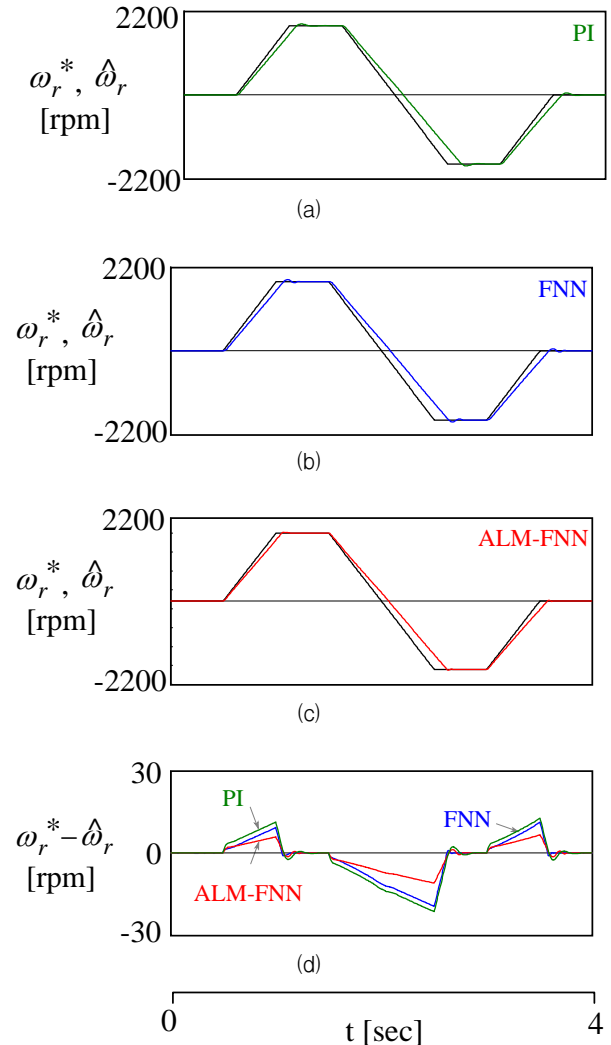 2200
PI
ω_r*, ω̂_r
[rpm]
-2200
(a)
2200
FNN
ω_r*, ω̂_r
[rpm]
-2200
(b)
2200
ALM-FNN
ω_r*, ω̂_r
[rpm]
-2200
(c)
30
PI
FNN
ω_r*−ω̂_r
0
[rpm]
ALM-FNN
-30
(d)
0
4
t [sec]